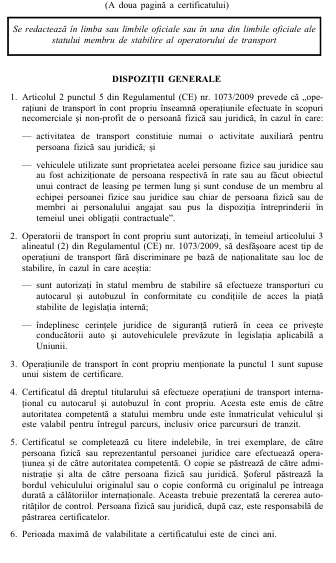 (A doua pagină a certificatului)
Se redactează în limba sau limbile oficiale sau în una din limbile oficiale ale
statului membru de stabilire al operatorului de transport
DISPOZIȚII GENERALE
1. Articolul 2 punctul 5 din Regulamentul (CE) nr. 1073/2009 prevede că „ope-
rațiuni de transport în cont propriu înseamnă operațiunile efectuate în scopuri
necomerciale și non-profit de o persoană fizică sau juridică, în cazul în care:
— activitatea de transport constituie numai o activitate auxiliară pentru
persoana fizică sau juridică; și
— vehiculele utilizate sunt proprietatea acelei persoane fizice sau juridice sau
au fost achiziționate de persoana respectivă în rate sau au făcut obiectul
unui contract de leasing pe termen lung și sunt conduse de un membru al
echipei persoanei fizice sau juridice sau chiar de persoana fizică sau de
membri ai personalului angajat sau pus la dispoziția întreprinderii în
temeiul unei obligații contractuale”.
2. Operatorii de transport în cont propriu sunt autorizați, în temeiul articolului 3
alineatul (2) din Regulamentul (CE) nr. 1073/2009, să desfășoare acest tip de
operațiuni de transport fără discriminare pe bază de naționalitate sau loc de
stabilire, în cazul în care aceștia:
— sunt autorizați în statul membru de stabilire să efectueze transporturi cu
autocarul și autobuzul în conformitate cu condițiile de acces la piață
stabilite de legislația internă;
— îndeplinesc cerințele juridice de siguranță rutieră în ceea ce privește
conducătorii auto și autovehiculele prevăzute în legislația aplicabilă a
Uniunii.
3. Operațiunile de transport în cont propriu menționate la punctul 1 sunt supuse
unui sistem de certificare.
4. Certificatul dă dreptul titularului să efectueze operațiuni de transport interna-
țional cu autocarul și autobuzul în cont propriu. Acesta este emis de către
autoritatea competentă a statului membru unde este înmatriculat vehiculul și
este valabil pentru întregul parcurs, inclusiv orice parcursuri de tranzit.
5. Certificatul se completează cu litere indelebile, în trei exemplare, de către
persoana fizică sau reprezentantul persoanei juridice care efectuează opera-
țiunea și de către autoritatea competentă. O copie se păstrează de către admi-
nistrație și alta de către persoana fizică sau juridică. Șoferul păstrează la
bordul vehiculului originalul sau o copie conformă cu originalul pe întreaga
durată a călătoriilor internaționale. Aceasta trebuie prezentată la cererea auto-
rităților de control. Persoana fizică sau juridică, după caz, este responsabilă de
păstrarea certificatelor.
6. Perioada maximă de valabilitate a certificatului este de cinci ani.